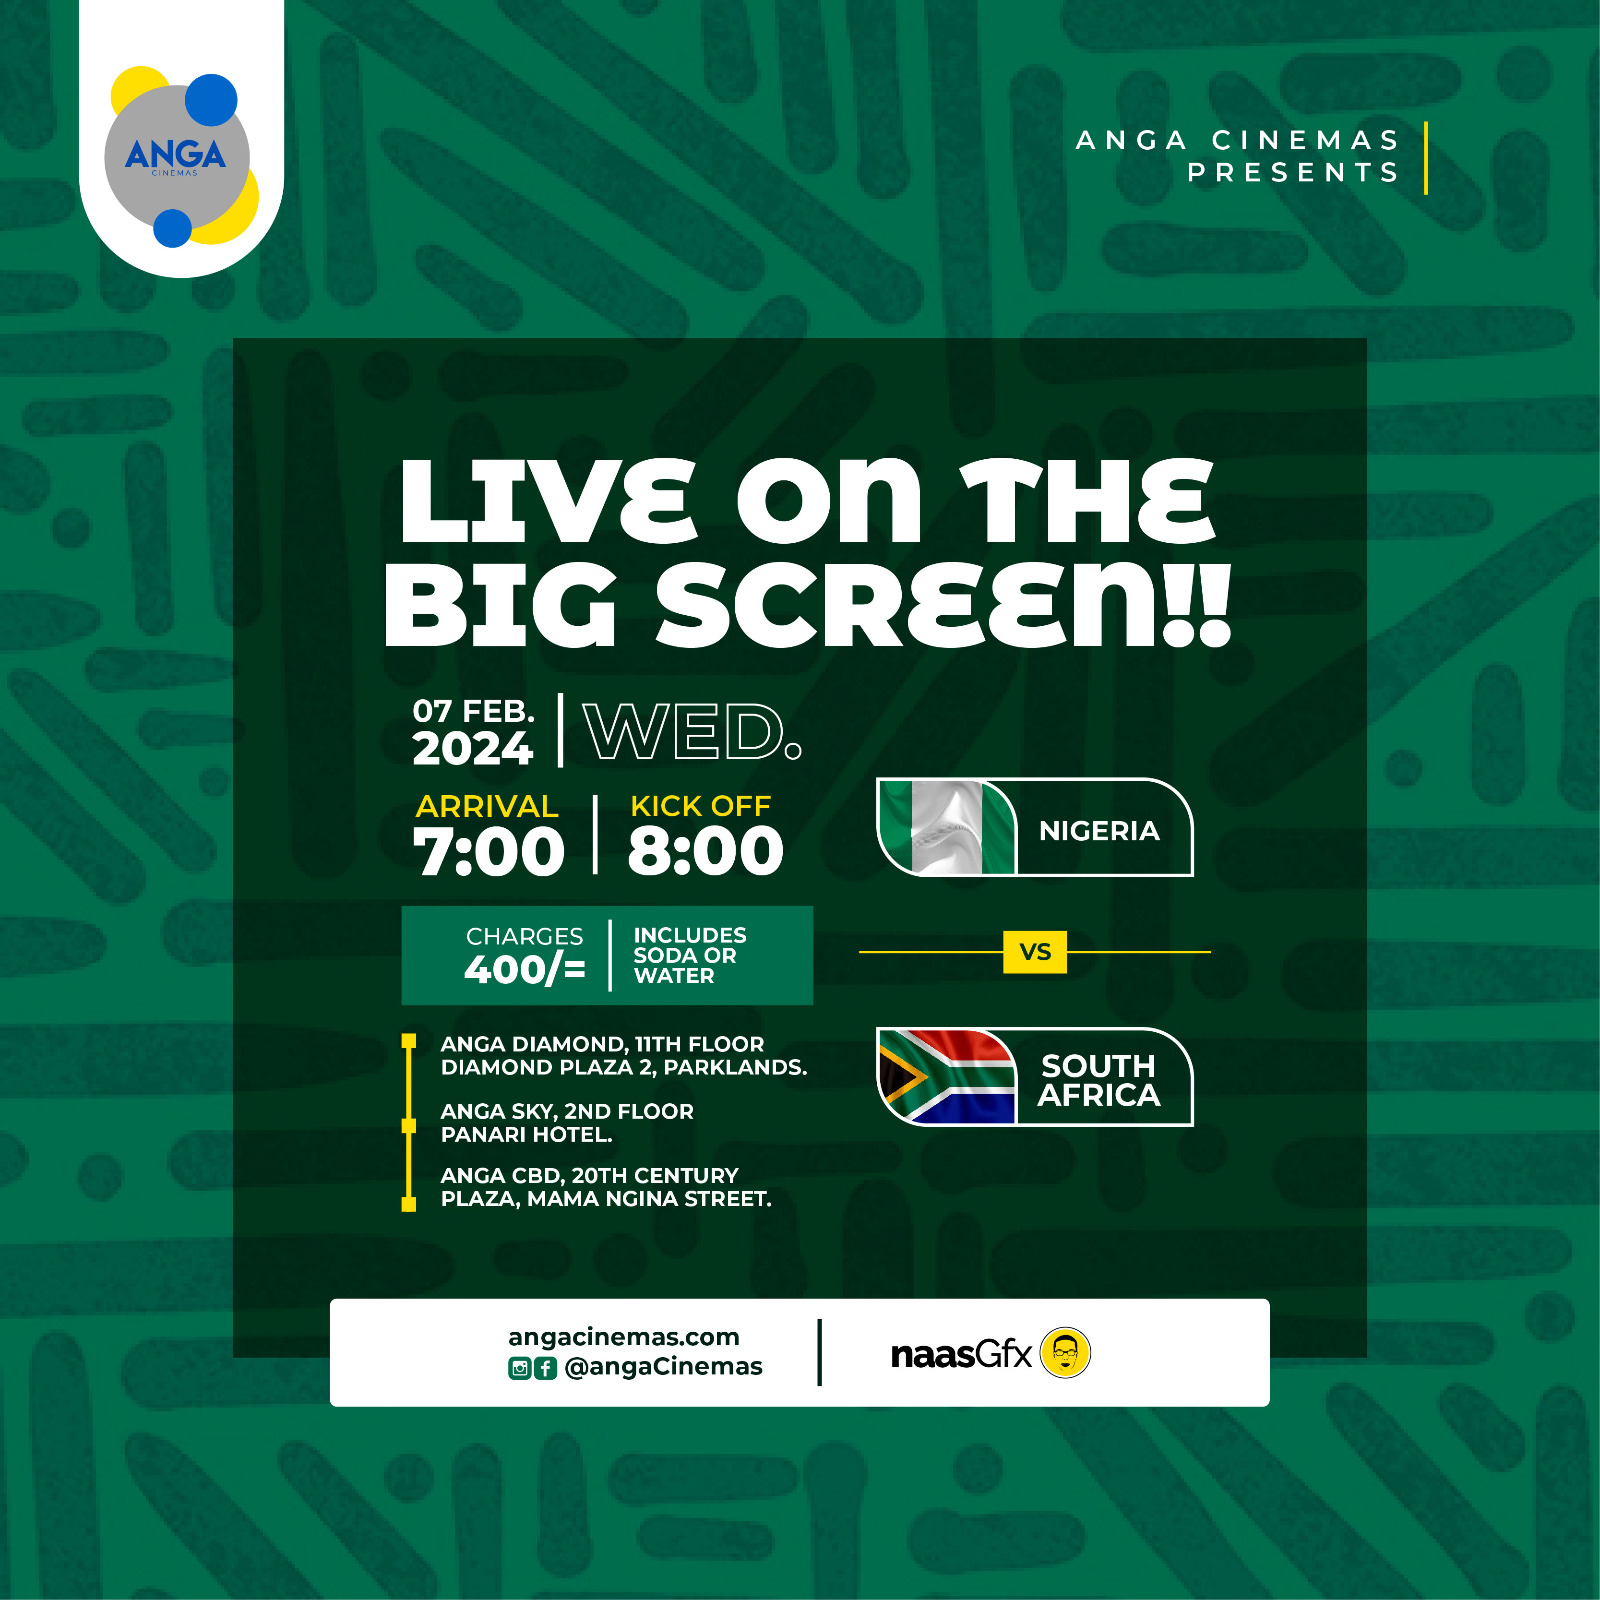 ANGA
CINEMAS
ANGA CINEMAS
PRESENTS
LIVE ON THE
BIG SCREEN!!
07 FEB.
2024
WED.
ARRIVAL
7:00
KICK OFF
8:00
CHARGES
400/=
INCLUDES
SODA OR
WATER
ANGA DIAMOND, 11TH FLOOR
DIAMOND PLAZA 2, PARKLANDS.
ANGA SKY, 2ND FLOOR
PANARI HOTEL.
ANGA CBD, 20TH CENTURY
PLAZA, MAMA NGINA STREET.
NIGERIA
VS
SOUTH
AFRICA
angacinemas.com
@angaCinemas
naasGfx